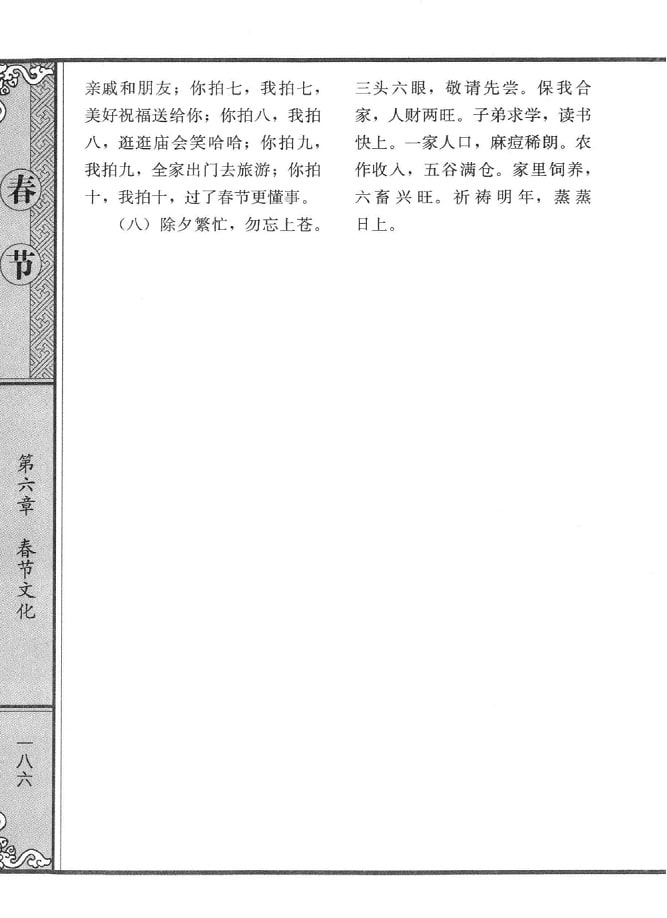 春节
第六章 春节文化
一八六
亲戚和朋友；你拍七，我拍七，
美好祝福送给你；你拍八，我拍
八，逛逛庙会笑哈哈；你拍九，
我拍九，全家出门去旅游；你拍
十，我拍十，过了春节更懂事。
（八）除夕繁忙，勿忘上苍。
三头六眼，敬请先尝。保我合
家，人财两旺。子弟求学，读书
快上。一家人口，麻痘稀朗。农
作收入，五谷满仓。家里饲养，
六畜兴旺。祈祷明年，蒸蒸
日上。